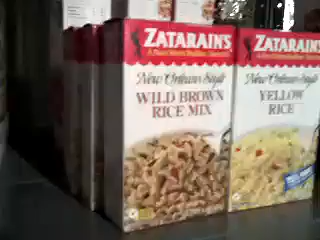 ZATARAIN'S
New Orleans Style
WILD BROWN
RICE MIX
ZATARAIN'S
New Orleans Style
YELLOW
RICE